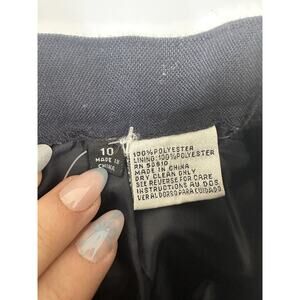 10
MADE IN
CHINA
100% POLYESTER
LINING: 100% POLYESTER
RN 50610
MADE IN CHINA
DRY CLEAN ONLY
SEE REVERSE FOR CARE
INSTRUCTIONS AU DOS.
VER AL DORSO PARA CUIDADO